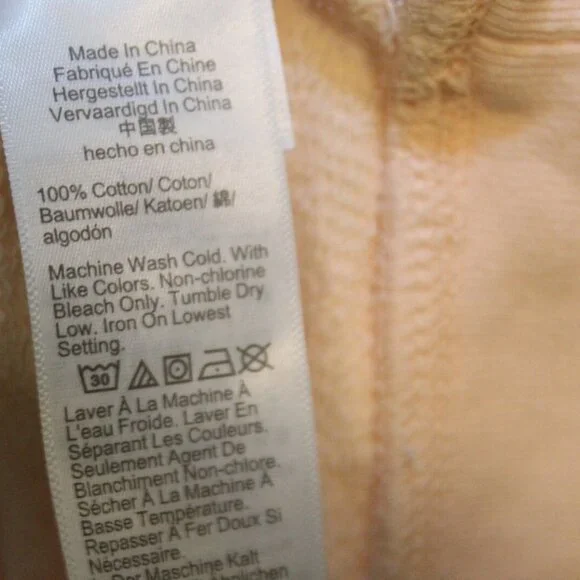 Made In China
Fabriqué En Chine
Hergestellt In China
Vervaardigd In China
中国製
hecho en china
100% Cotton/ Coton/
Baumwolle/ Katoen/ 綿/
algodón
Machine Wash Cold. With
Like Colors. Non-chlorine
Bleach Only. Tumble Dry
Low. Iron On Lowest
Setting.
30
Laver À La Machine À
L'eau Froide. Laver En
Séparant Les Couleurs.
Seulement Agent De
Blanchiment Non-chlore.
Sécher À La Machine À
Basse Température.
Repasser À Fer Doux Si
Nécessaire.
Der Maschine Kalt